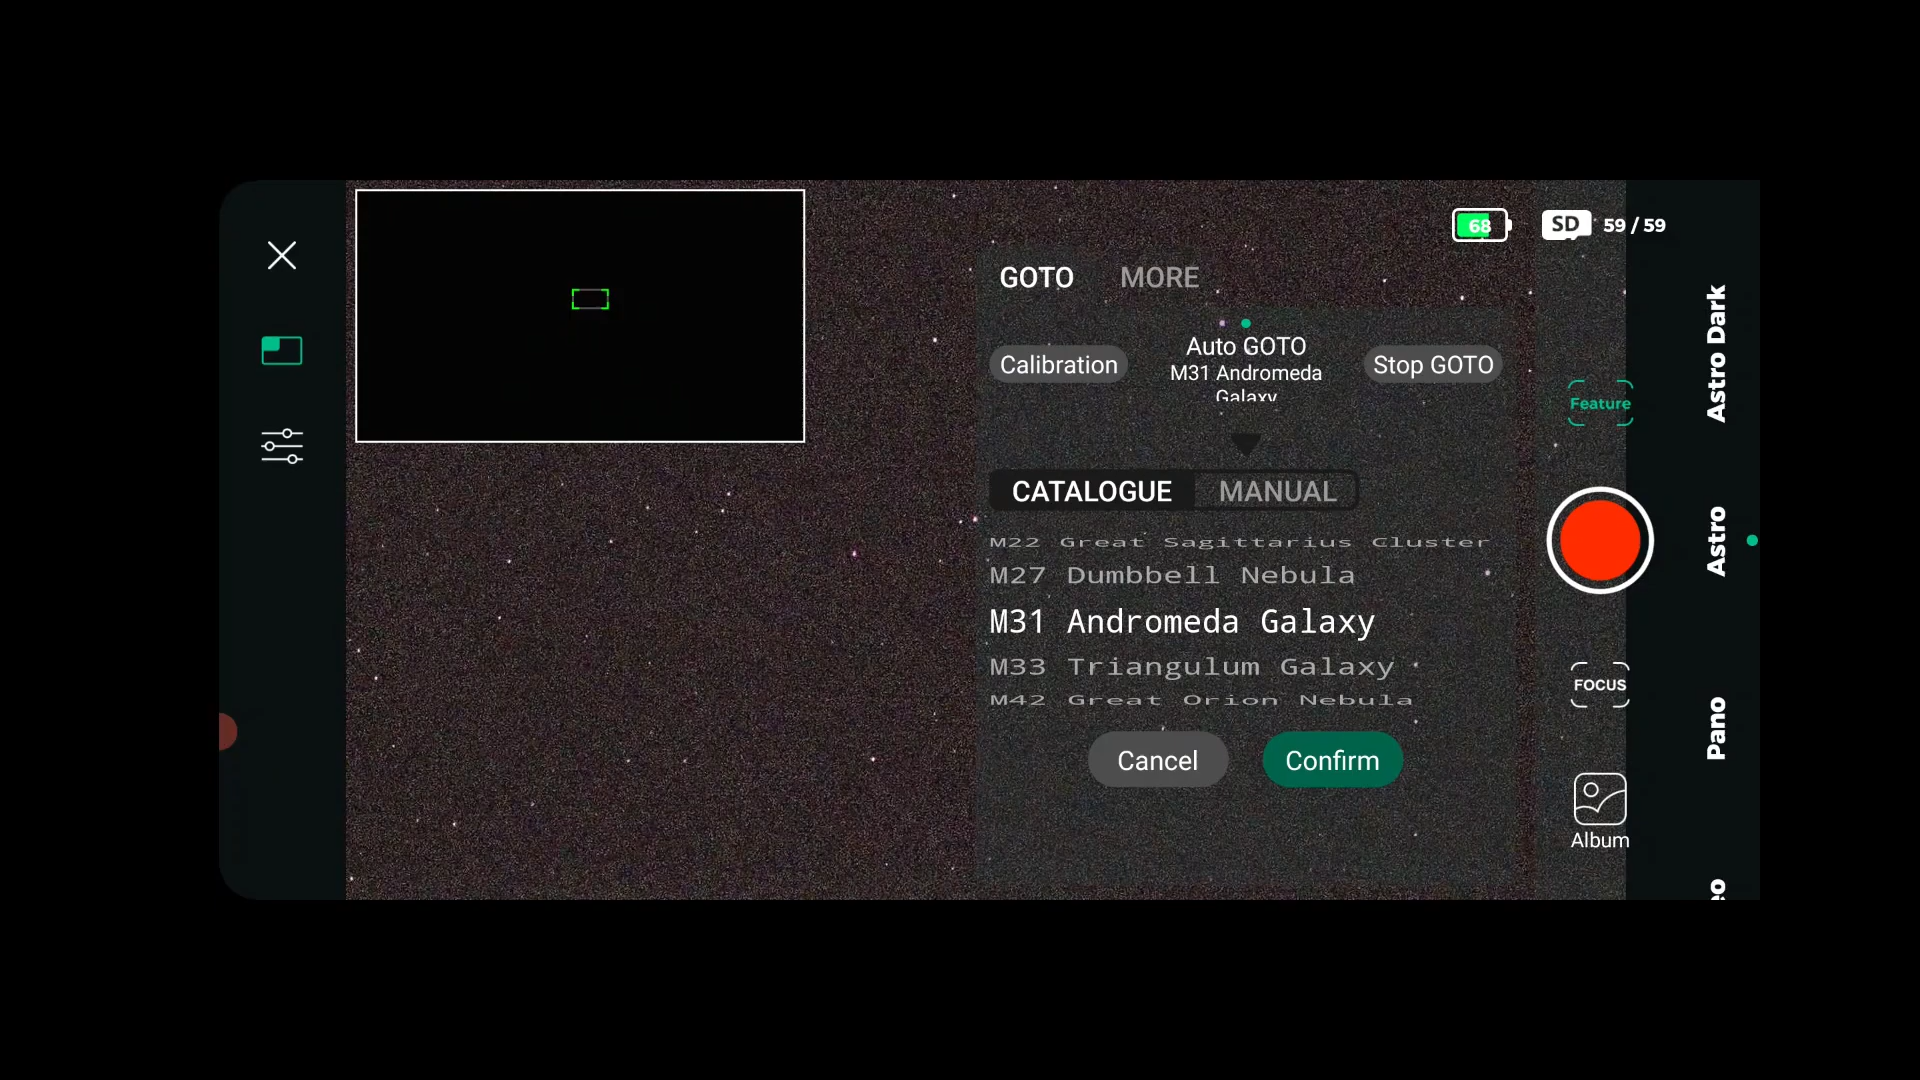 68
SD
59 / 59
GOTO MORE
Calibration
Auto GOTO
M31 Andromeda
Galaxy
Stop GOTO
CATALOGUE MANUAL
M22 Great Sagittarius Cluster
M27 Dumbbell Nebula
M31 Andromeda Galaxy
M33 Triangulum Galaxy
M42 Great Orion Nebula
Cancel
Confirm
Feature
FOCUS
Album
Astro Dark
Astro
Pano